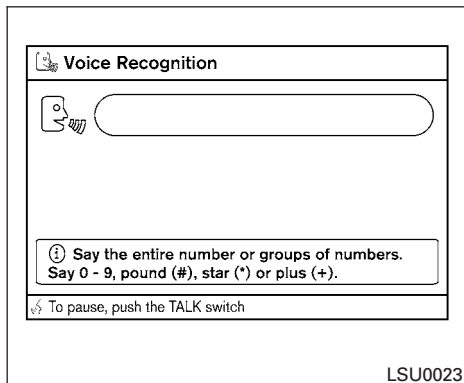 Voice Recognition
ⓘ Say the entire number or groups of numbers.
Say 0 - 9, pound (#), star (*) or plus (+).
To pause, push the TALK switch
LSU0023